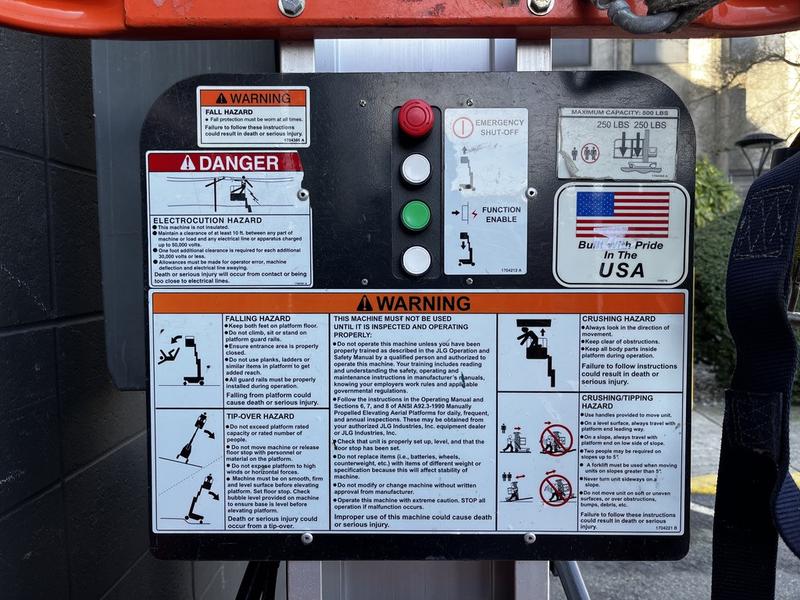 WARNING
FALL HAZARD
● Fall protection must be worn at all times.
Failure to follow these instructions
could result in death or serious injury.
DANGER
ELECTROCUTION HAZARD
● This machine is not insulated.
● Maintain a clearance of at least 10 ft. between any part of
machine or load and any electrical line or apparatus charged
up to 50,000 volts.
● One foot additional clearance is required for each additional
30,000 volts or less.
● Allowances must be made for operator error, machine
deflection and electrical line swaying.
Death or serious injury will occur from contact or being
too close to electrical lines.
EMERGENCY
SHUT-OFF
FUNCTION
ENABLE
1704212 A
MAXIMUM CAPACITY: 500 LBS
250 LBS 250 LBS
Built With Pride
In The
USA
WARNING
FALLING HAZARD
● Keep both feet on platform floor.
● Do not climb, sit or stand on
platform guard rails.
● Ensure entrance area is properly
closed.
● Do not use planks, ladders or
similar items in platform to get
added reach.
● All guard rails must be properly
installed during operation.
Falling from platform could
cause death or serious injury.
TIP-OVER HAZARD
● Do not exceed platform rated
capacity or rated number of
people.
● Do not move machine or release
floor stop with personnel or
material on the platform.
● Do not expose platform to high
winds or horizontal forces.
● Machine must be on smooth, firm
and level surface before elevating
platform. Set floor stop. Check
bubble level provided on machine
to ensure base is level before
elevating platform.
Death or serious injury could
occur from a tip-over.
THIS MACHINE MUST NOT BE USED
UNTIL IT IS INSPECTED AND OPERATING
PROPERLY:
● Do not operate this machine unless you have been
properly trained as described in the JLG Operation and
Safety Manual by a qualified person and authorized to
operate this machine. Your training includes reading
and understanding the safety, operating and
maintenance instructions in manufacturer's manuals,
knowing your employers work rules and applicable
governmental regulations.
● Follow the instructions in the Operating Manual and
Sections 6, 7, and 8 of ANSI A92.3-1990 Manually
Propelled Elevating Aerial Platforms for daily, frequent,
and annual inspections. These may be obtained from
your authorized JLG Industries, Inc. equipment dealer
or JLG Industries, Inc.
● Check that unit is properly set up, level, and that the
floor stop has been set.
● Do not replace items (i.e., batteries, wheels,
counterweight, etc.) with items of different weight or
specification because this will affect stability of
machine.
● Do not modify or change machine without written
approval from manufacturer.
● Operate this machine with extreme caution. STOP all
operation if malfunction occurs.
Improper use of this machine could cause death
or serious injury.
CRUSHING HAZARD
● Always look in the direction of
movement.
● Keep clear of obstructions.
● Keep all body parts inside
platform during operation.
Failure to follow instructions
could result in death or
serious injury.
CRUSHING/TIPPING
HAZARD
● Use handles provided to move unit.
● On a level surface, always travel with
platform end leading way.
● On a slope, always travel with
platform end on low side of slope.
● Two people may be required on
slopes up to 5°.
● A forklift must be used when moving
unit on slopes greater than 5°.
● Never turn unit sideways on a
slope.
● Do not move unit on soft or uneven
surfaces, or over obstructions,
bumps, debris, etc.
Failure to follow these instructions
could result in death or serious
injury.
1704221 B